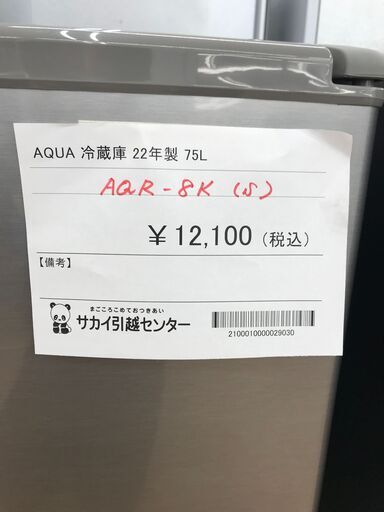 AQUA 冷蔵庫 22年製 75L
AQR-8K (S)
￥12,100（税込）
【備考】
まごころこめておつきあい
サカイ引越センター
2100010000029030